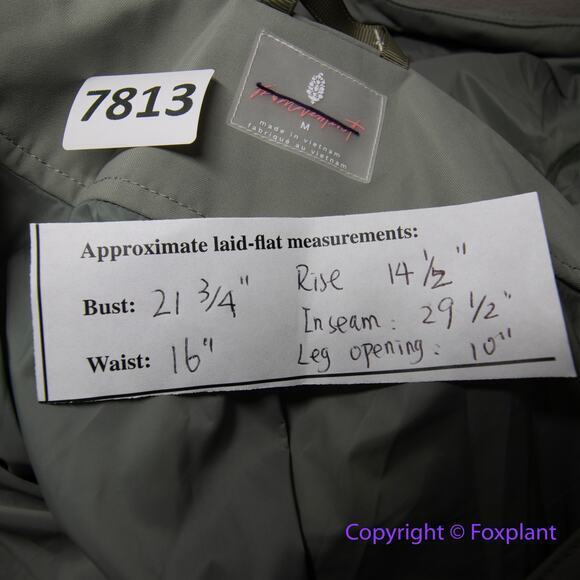 7813
M
made in vietnam
fabriqué au vietnam
Approximate laid-flat measurements:
Bust: 21 3/4" Rise 14 1/2"
Inseam: 29 1/2"
Waist: 16" Leg opening: 10"
Copyright © Foxplant